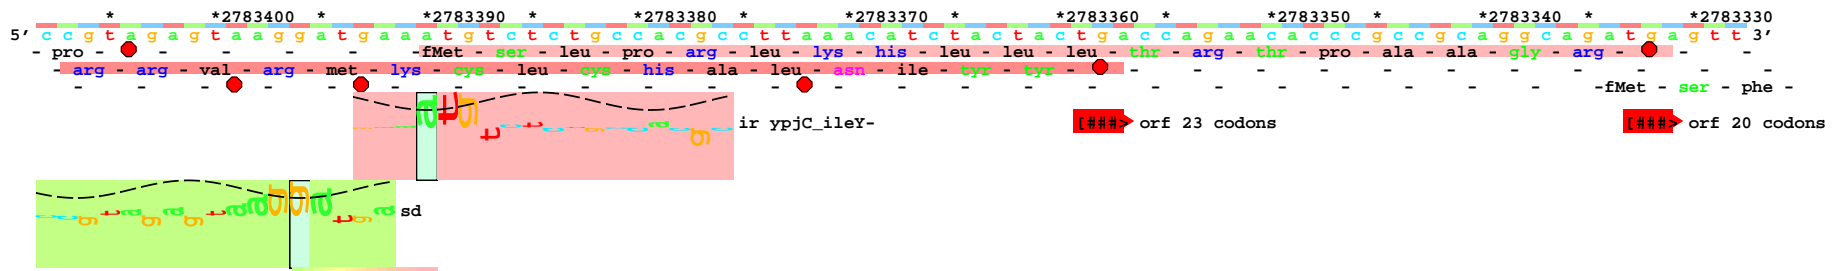 * *2783400 * *2783390 * *2783380 * *2783370 * *2783360 * *2783350 * *2783340 * *2783330
5' c c g t a g a g t a a g g a t g a a a t g t c t c t g c c a c g c c t t a a a c a t c t a c t a c t g a c c a g a a c a c c c g c c g c a g g c a g a t g a g t t 3'
- pro - - - - - -fMet - ser - leu - pro - arg - leu - lys - his - leu - leu - leu - thr - arg - thr - pro - ala - ala - gly - arg - - -
- arg - arg - val - arg - met - lys - cys - leu - cys - his - ala - leu - asn - ile - tyr - tyr - - - - - - - - - - -
- - - - - - - - - - - - - - - - - - - - - - -fMet - ser - phe -
ir ypjC_ileY-
[###> orf 23 codons
[###> orf 20 codons
sd